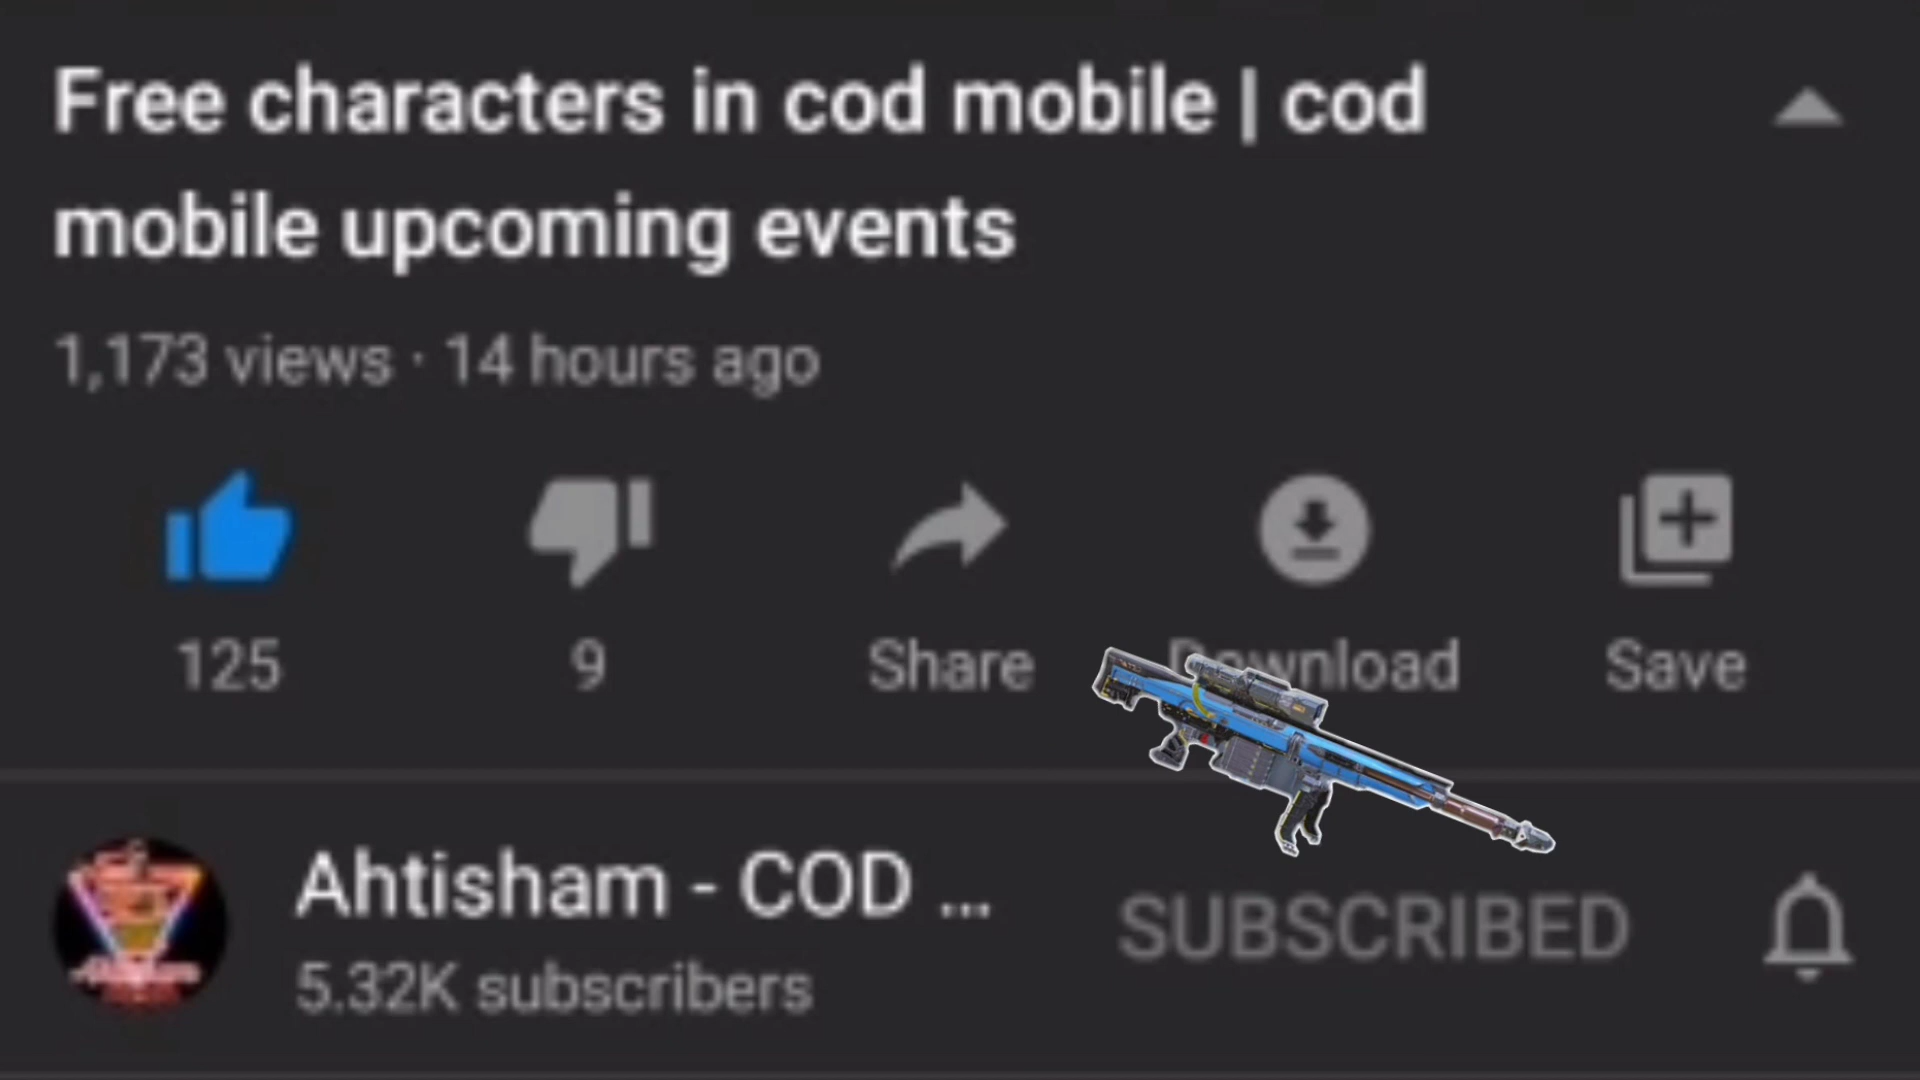 Free characters in cod mobile | cod
mobile upcoming events
1,173 views · 14 hours ago
125
9
Share
Download
Save
Ahtisham - COD ...
SUBSCRIBED
5.32K subscribers